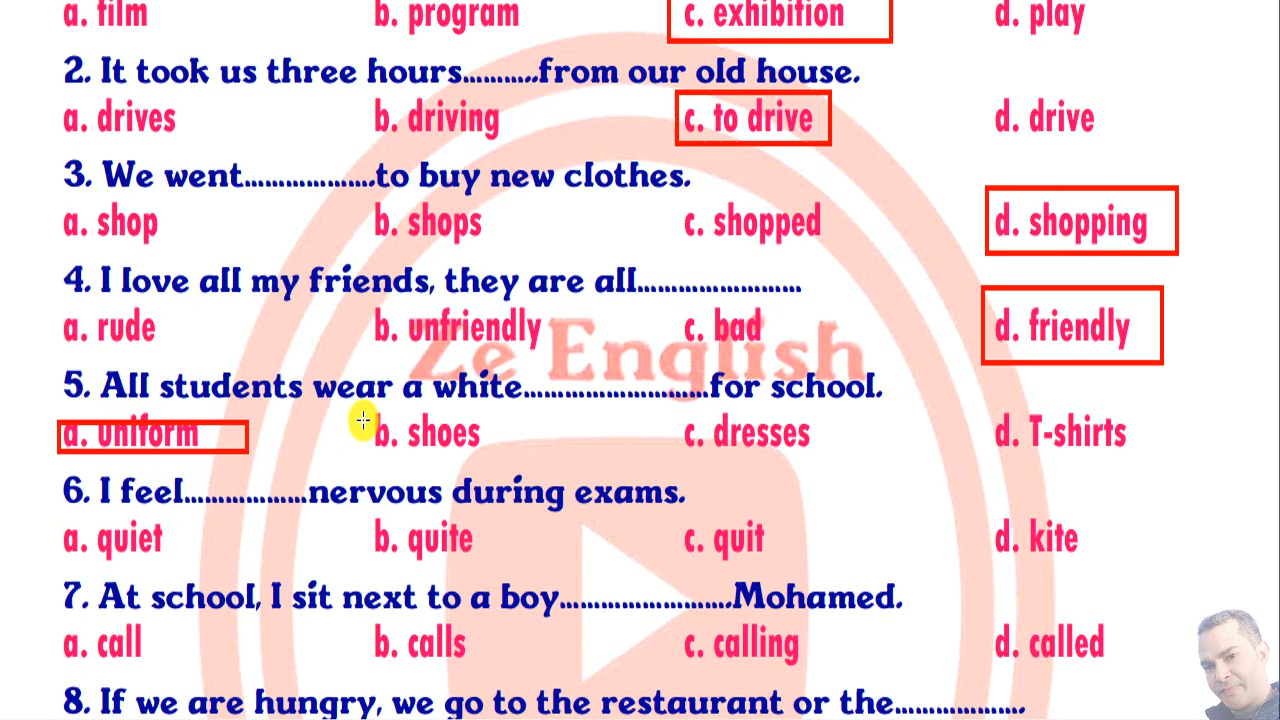 a. film b. program c. exhibition d. play
2. It took us three hours...........from our old house.
a. drives b. driving c. to drive d. drive
3. We went...................to buy new clothes.
a. shop b. shops c. shopped d. shopping
4. I love all my friends, they are all........................
a. rude b. unfriendly c. bad d. friendly
Ze English
5. All students wear a white...........................for school.
a. uniform b. shoes c. dresses d. T-shirts
6. I feel..................nervous during exams.
a. quiet b. quite c. quit d. kite
7. At school, I sit next to a boy.........................Mohamed.
a. call b. calls c. calling d. called
8. If we are hungry, we go to the restaurant or the...................